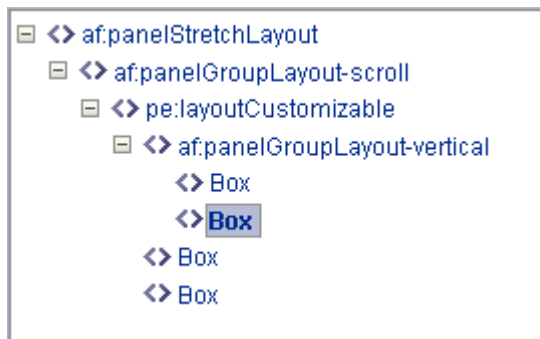 af:panelStretchLayout
af:panelGroupLayout-scroll
pe:layoutCustomizable
af:panelGroupLayout-vertical
Box
Box
Box
Box